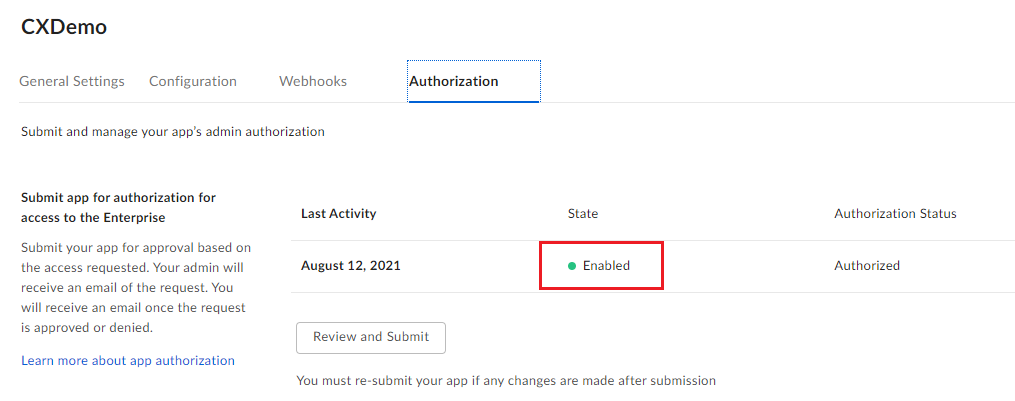 CXDemo
General Settings Configuration Webhooks Authorization
Submit and manage your app's admin authorization
Submit app for authorization for
access to the Enterprise
Submit your app for approval based on
the access requested. Your admin will
receive an email of the request. You
will receive an email once the request
is approved or denied.
Learn more about app authorization
Last Activity State Authorization Status
August 12, 2021 Enabled Authorized
Review and Submit
You must re-submit your app if any changes are made after submission